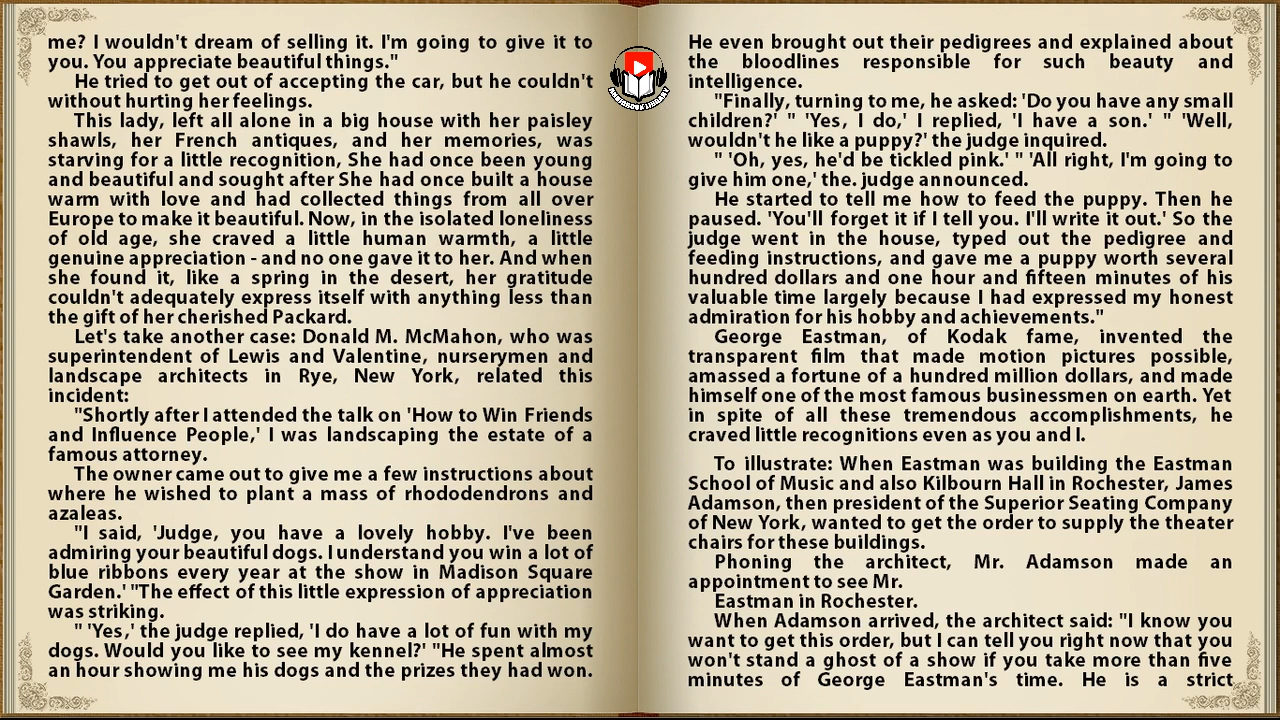 me? I wouldn't dream of selling it. I'm going to give it to
you. You appreciate beautiful things."
He tried to get out of accepting the car, but he couldn't
without hurting her feelings.
This lady, left all alone in a big house with her paisley
shawls, her French antiques, and her memories, was
starving for a little recognition, She had once been young
and beautiful and sought after She had once built a house
warm with love and had collected things from all over
Europe to make it beautiful. Now, in the isolated loneliness
of old age, she craved a little human warmth, a little
genuine appreciation - and no one gave it to her. And when
she found it, like a spring in the desert, her gratitude
couldn't adequately express itself with anything less than
the gift of her cherished Packard.
Let's take another case: Donald M. McMahon, who was
superintendent of Lewis and Valentine, nurserymen and
landscape architects in Rye, New York, related this
incident:
"Shortly after I attended the talk on 'How to Win Friends
and Influence People,' I was landscaping the estate of a
famous attorney.
The owner came out to give me a few instructions about
where he wished to plant a mass of rhododendrons and
azaleas.
"I said, 'Judge, you have a lovely hobby. I've been
admiring your beautiful dogs. I understand you win a lot of
blue ribbons every year at the show in Madison Square
Garden.' "The effect of this little expression of appreciation
was striking.
" 'Yes,' the judge replied, 'I do have a lot of fun with my
dogs. Would you like to see my kennel?' "He spent almost
an hour showing me his dogs and the prizes they had won.
He even brought out their pedigrees and explained about
the bloodlines responsible for such beauty and
intelligence.
"Finally, turning to me, he asked: 'Do you have any small
children?' " 'Yes, I do,' I replied, 'I have a son.' " 'Well,
wouldn't he like a puppy?' the judge inquired.
" 'Oh, yes, he'd be tickled pink.' " 'All right, I'm going to
give him one,' the. judge announced.
He started to tell me how to feed the puppy. Then he
paused. 'You'll forget it if I tell you. I'll write it out.' So the
judge went in the house, typed out the pedigree and
feeding instructions, and gave me a puppy worth several
hundred dollars and one hour and fifteen minutes of his
valuable time largely because I had expressed my honest
admiration for his hobby and achievements."
George Eastman, of Kodak fame, invented the
transparent film that made motion pictures possible,
amassed a fortune of a hundred million dollars, and made
himself one of the most famous businessmen on earth. Yet
in spite of all these tremendous accomplishments, he
craved little recognitions even as you and I.
To illustrate: When Eastman was building the Eastman
School of Music and also Kilbourn Hall in Rochester, James
Adamson, then president of the Superior Seating Company
of New York, wanted to get the order to supply the theater
chairs for these buildings.
Phoning the architect, Mr. Adamson made an
appointment to see Mr.
Eastman in Rochester.
When Adamson arrived, the architect said: "I know you
want to get this order, but I can tell you right now that you
won't stand a ghost of a show if you take more than five
minutes of George Eastman's time. He is a strict